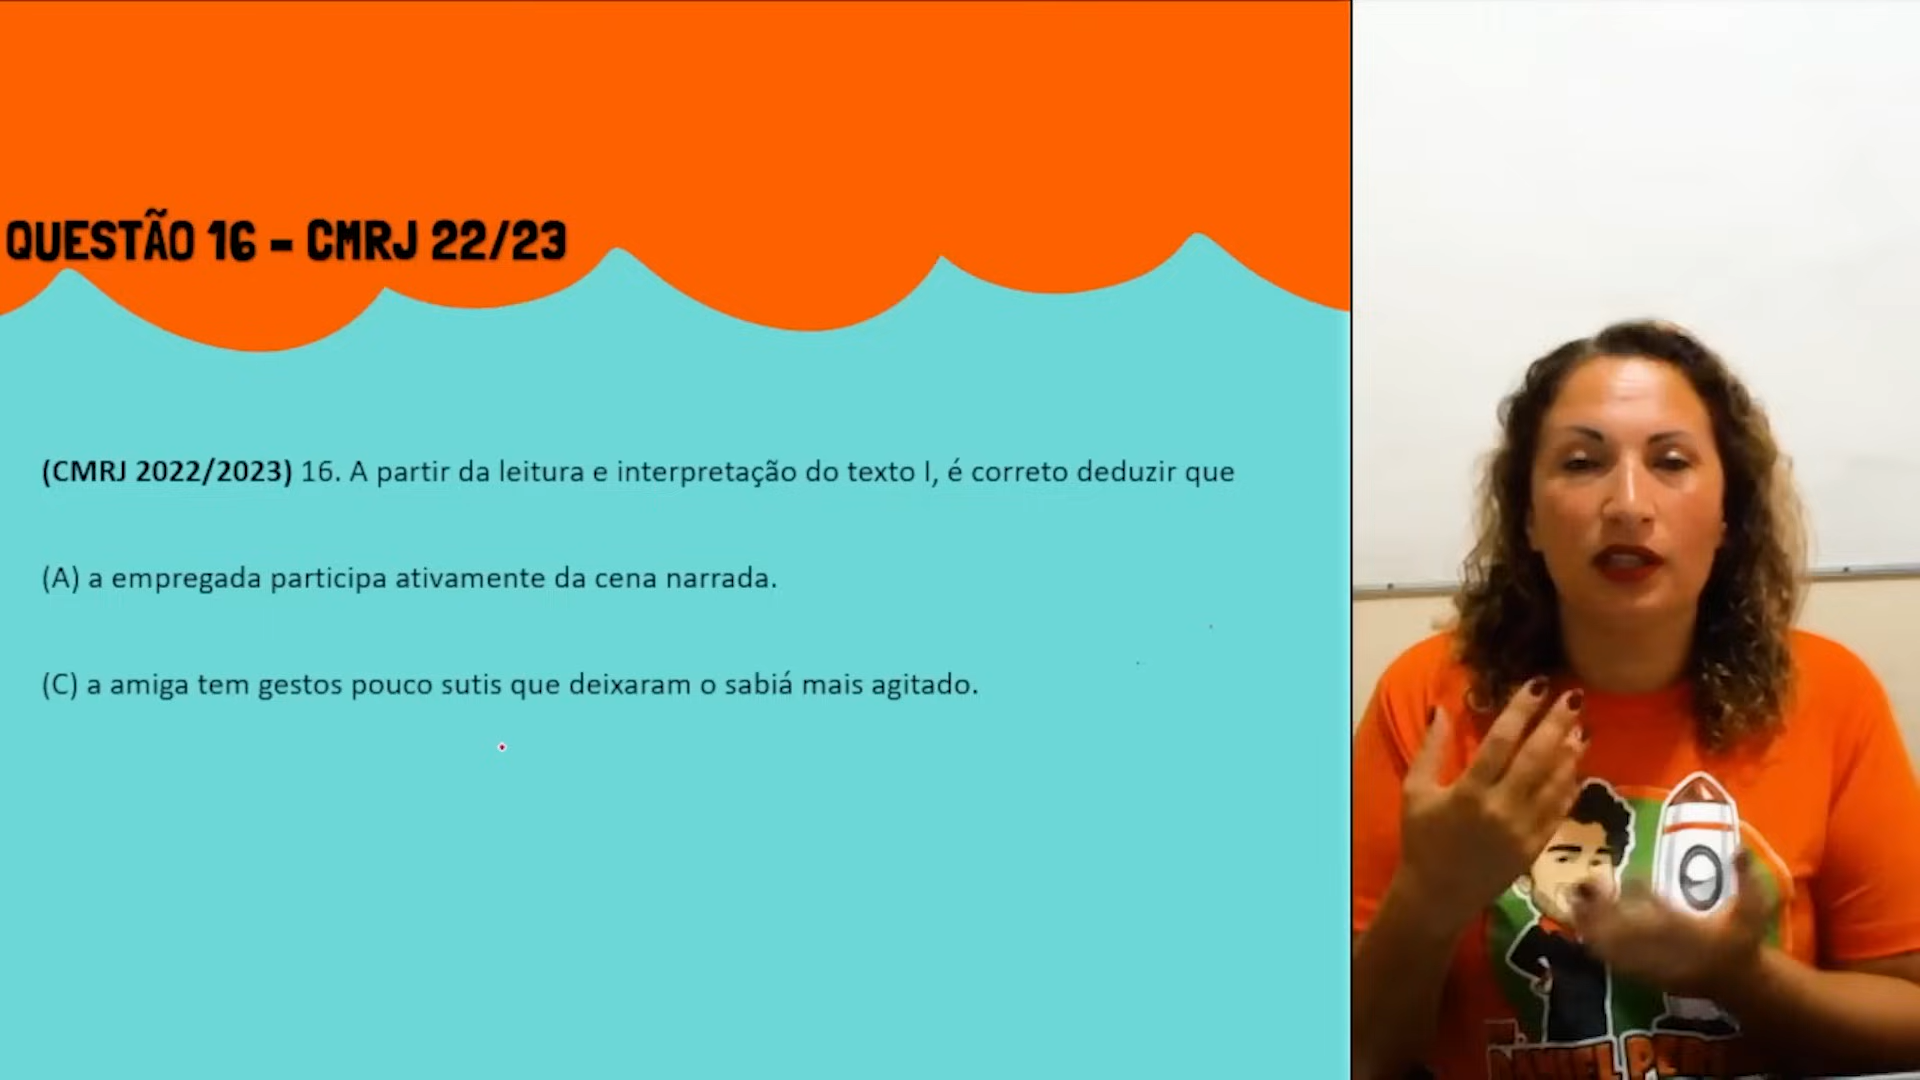 QUESTÃO 16 - CMRJ 22/23
(CMRJ 2022/2023) 16. A partir da leitura e interpretação do texto I, é correto deduzir que
(A) a empregada participa ativamente da cena narrada.
(C) a amiga tem gestos pouco sutis que deixaram o sabiá mais agitado.